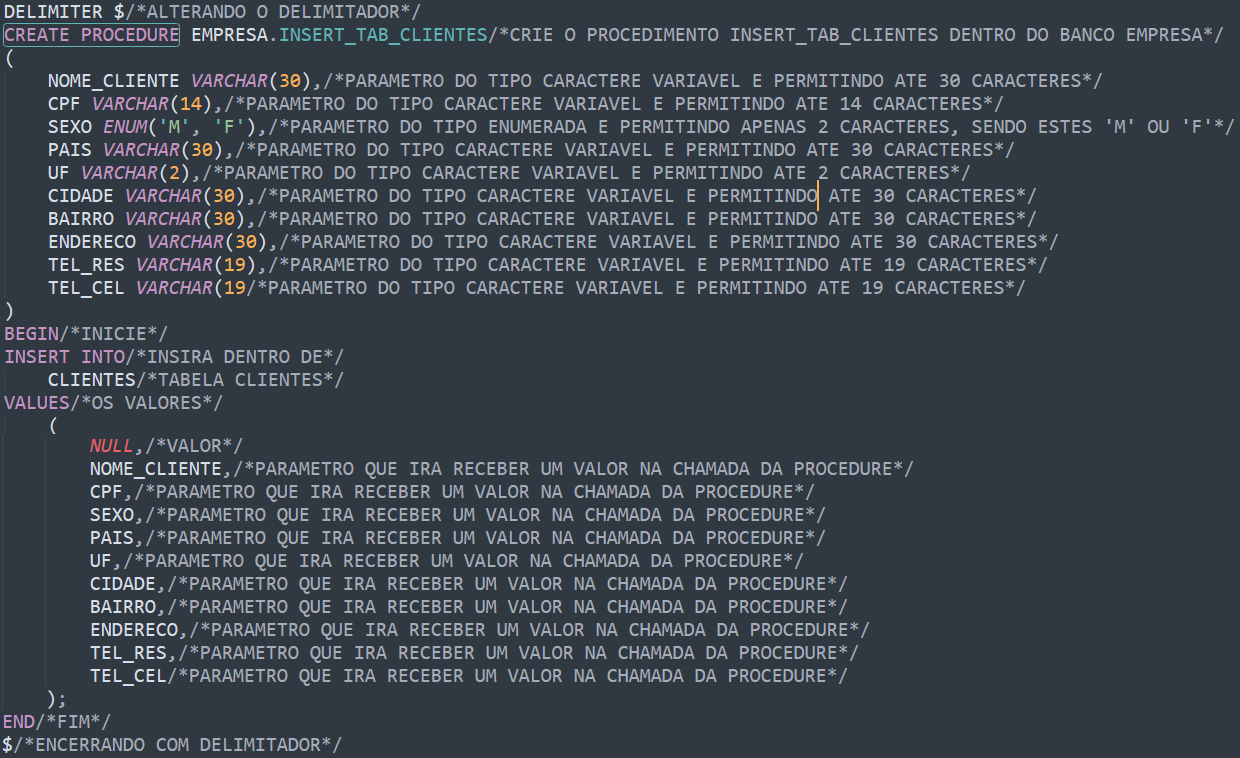 DELIMITER $/*ALTERANDO O DELIMITADOR*/
CREATE PROCEDURE EMPRESA.INSERT_TAB_CLIENTES/*CRIE O PROCEDIMENTO INSERT_TAB_CLIENTES DENTRO DO BANCO EMPRESA*/
(
    NOME_CLIENTE VARCHAR(30),/*PARAMETRO DO TIPO CARACTERE VARIAVEL E PERMITINDO ATE 30 CARACTERES*/
    CPF VARCHAR(14),/*PARAMETRO DO TIPO CARACTERE VARIAVEL E PERMITINDO ATE 14 CARACTERES*/
    SEXO ENUM('M', 'F'),/*PARAMETRO DO TIPO ENUMERADA E PERMITINDO APENAS 2 CARACTERES, SENDO ESTES 'M' OU 'F'*/
    PAIS VARCHAR(30),/*PARAMETRO DO TIPO CARACTERE VARIAVEL E PERMITINDO ATE 30 CARACTERES*/
    UF VARCHAR(2),/*PARAMETRO DO TIPO CARACTERE VARIAVEL E PERMITINDO ATE 2 CARACTERES*/
    CIDADE VARCHAR(30),/*PARAMETRO DO TIPO CARACTERE VARIAVEL E PERMITINDO ATE 30 CARACTERES*/
    BAIRRO VARCHAR(30),/*PARAMETRO DO TIPO CARACTERE VARIAVEL E PERMITINDO ATE 30 CARACTERES*/
    ENDERECO VARCHAR(30),/*PARAMETRO DO TIPO CARACTERE VARIAVEL E PERMITINDO ATE 30 CARACTERES*/
    TEL_RES VARCHAR(19),/*PARAMETRO DO TIPO CARACTERE VARIAVEL E PERMITINDO ATE 19 CARACTERES*/
    TEL_CEL VARCHAR(19/*PARAMETRO DO TIPO CARACTERE VARIAVEL E PERMITINDO ATE 19 CARACTERES*/
)
BEGIN/*INICIE*/
INSERT INTO/*INSIRA DENTRO DE*/
    CLIENTES/*TABELA CLIENTES*/
VALUES/*OS VALORES*/
    (
        NULL,/*VALOR*/
        NOME_CLIENTE,/*PARAMETRO QUE IRA RECEBER UM VALOR NA CHAMADA DA PROCEDURE*/
        CPF,/*PARAMETRO QUE IRA RECEBER UM VALOR NA CHAMADA DA PROCEDURE*/
        SEXO,/*PARAMETRO QUE IRA RECEBER UM VALOR NA CHAMADA DA PROCEDURE*/
        PAIS,/*PARAMETRO QUE IRA RECEBER UM VALOR NA CHAMADA DA PROCEDURE*/
        UF,/*PARAMETRO QUE IRA RECEBER UM VALOR NA CHAMADA DA PROCEDURE*/
        CIDADE,/*PARAMETRO QUE IRA RECEBER UM VALOR NA CHAMADA DA PROCEDURE*/
        BAIRRO,/*PARAMETRO QUE IRA RECEBER UM VALOR NA CHAMADA DA PROCEDURE*/
        ENDERECO,/*PARAMETRO QUE IRA RECEBER UM VALOR NA CHAMADA DA PROCEDURE*/
        TEL_RES,/*PARAMETRO QUE IRA RECEBER UM VALOR NA CHAMADA DA PROCEDURE*/
        TEL_CEL/*PARAMETRO QUE IRA RECEBER UM VALOR NA CHAMADA DA PROCEDURE*/
    );
END/*FIM*/
$/*ENCERRANDO COM DELIMITADOR*/